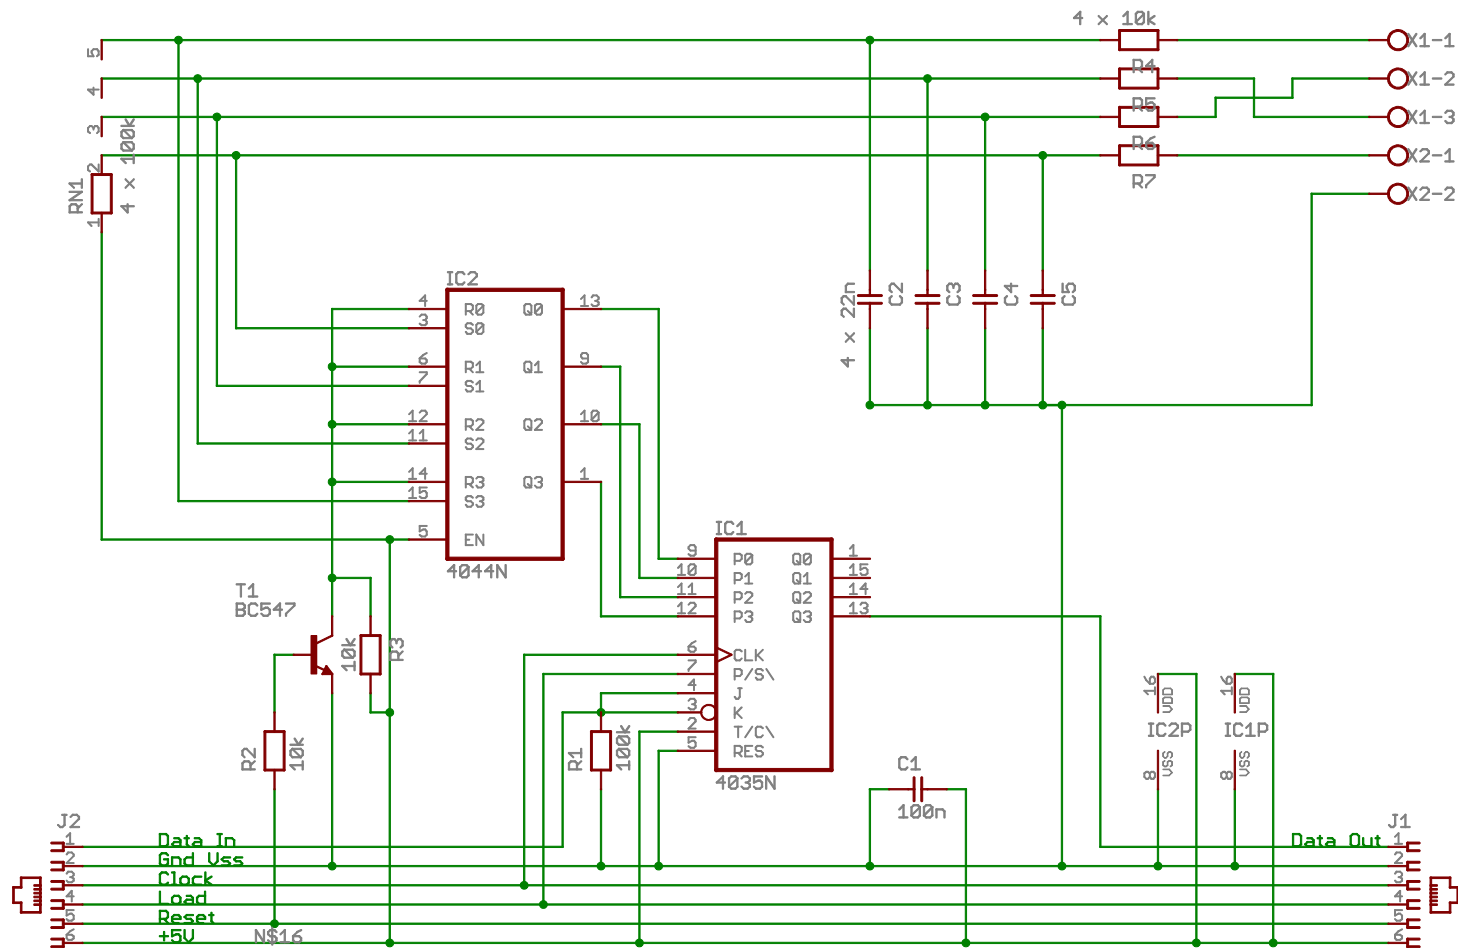 4 x 10k
5
X1-1
R4
4
X1-2
R5
3
X1-3
4 x 100k
R6
2
X2-1
RN1
R7
X2-2
1
IC2
4 R0 Q0 13
3 S0
4 x 22n
C2
C3
C4
C5
6 R1 Q1 9
7 S1
12 R2 Q2 10
11 S2
14 R3 Q3 1
15 S3
5 EN
4044N
IC1
9 P0 Q0 1
10 P1 Q1 15
11 P2 Q2 14
12 P3 Q3 13
6 CLK
7 P/S\
4 J
3 K
2 T/C\
5 RES
4035N
T1
BC547
10k
R3
R2
10k
R1
100k
C1
100n
16
VDD
IC2P
8
VSS
16
VDD
IC1P
8
VSS
J2
1 Data In
2 Gnd Vss
3 Clock
4 Load
5 Reset
6 +5V
N$16
J1
Data Out 1
2
3
4
5
6